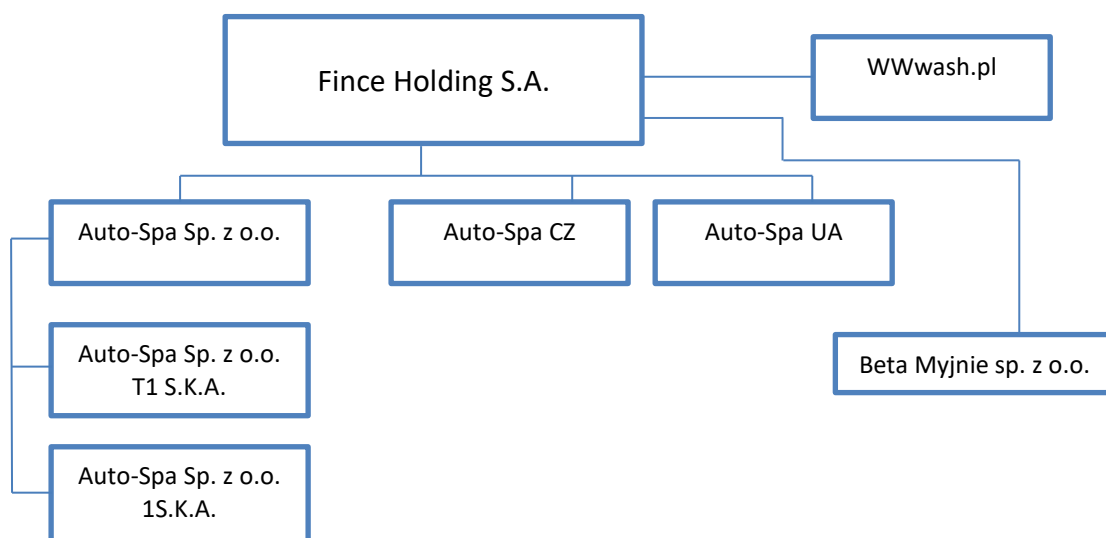 Fince Holding S.A.
WWwash.pl
Auto-Spa Sp. z o.o.
Auto-Spa CZ
Auto-Spa UA
Auto-Spa Sp. z o.o.
T1 S.K.A.
Beta Myjnie sp. z o.o.
Auto-Spa Sp. z o.o.
1S.K.A.